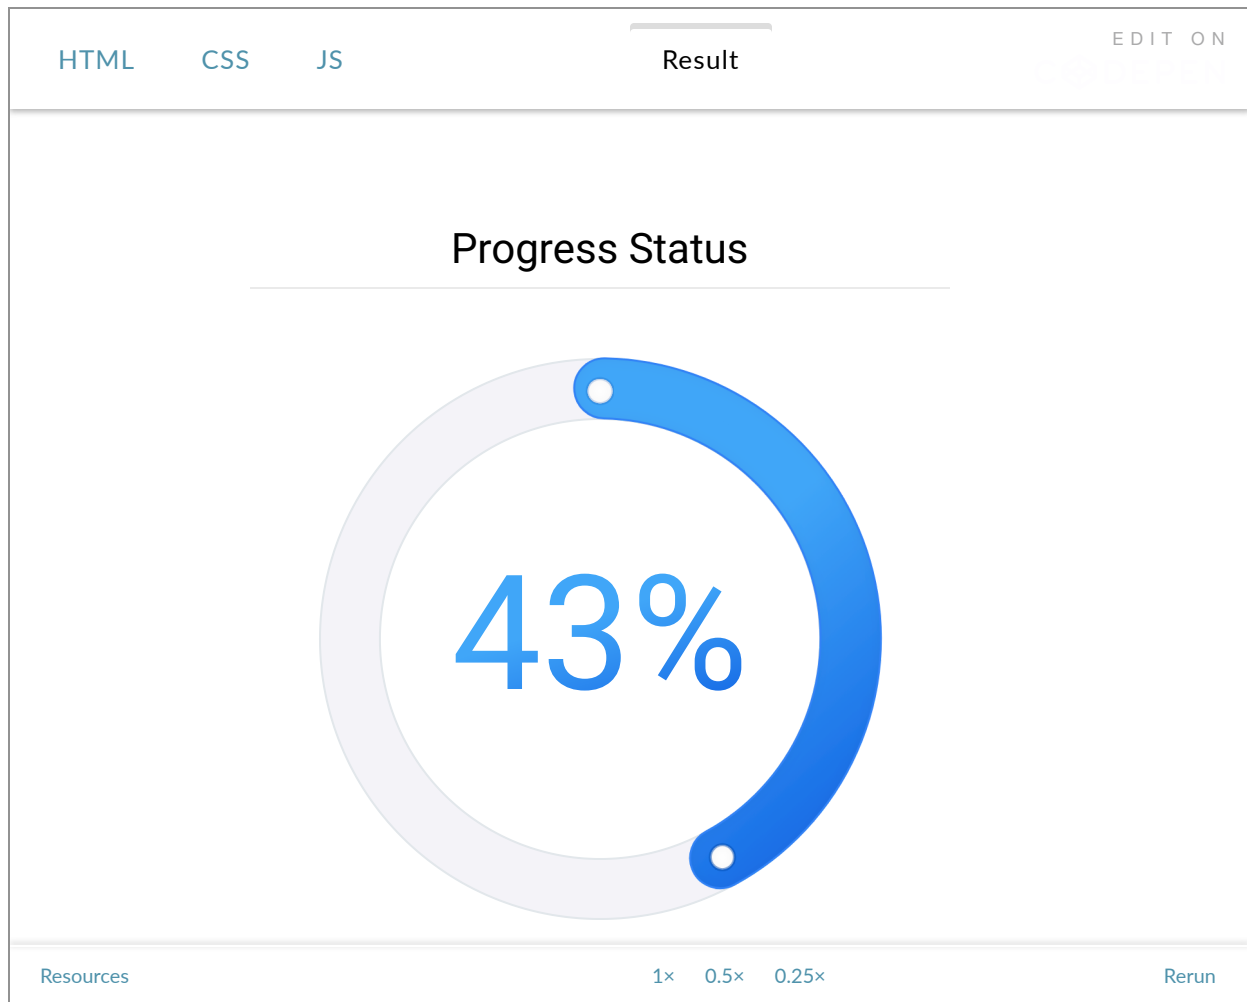 HTML CSS JS Result EDIT ON
Progress Status
43%
Resources 1× 0.5× 0.25× Rerun